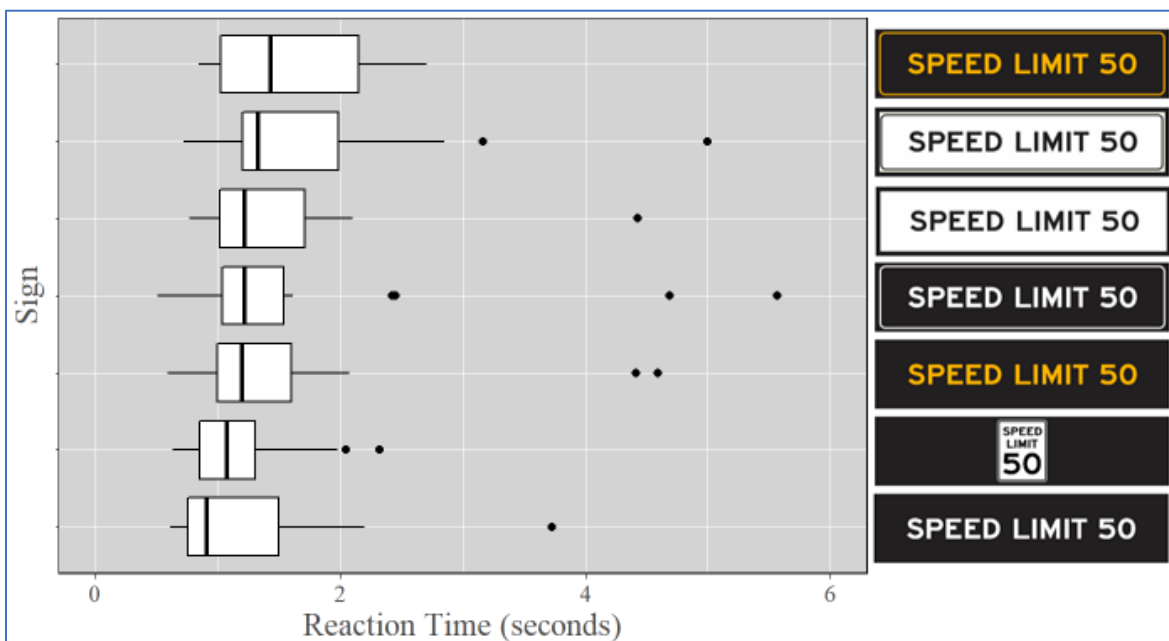 SPEED LIMIT 50
SPEED LIMIT 50
SPEED LIMIT 50
Sign
SPEED LIMIT 50
SPEED LIMIT 50
SPEED
LIMIT
50
SPEED LIMIT 50
0 2 4 6
Reaction Time (seconds)